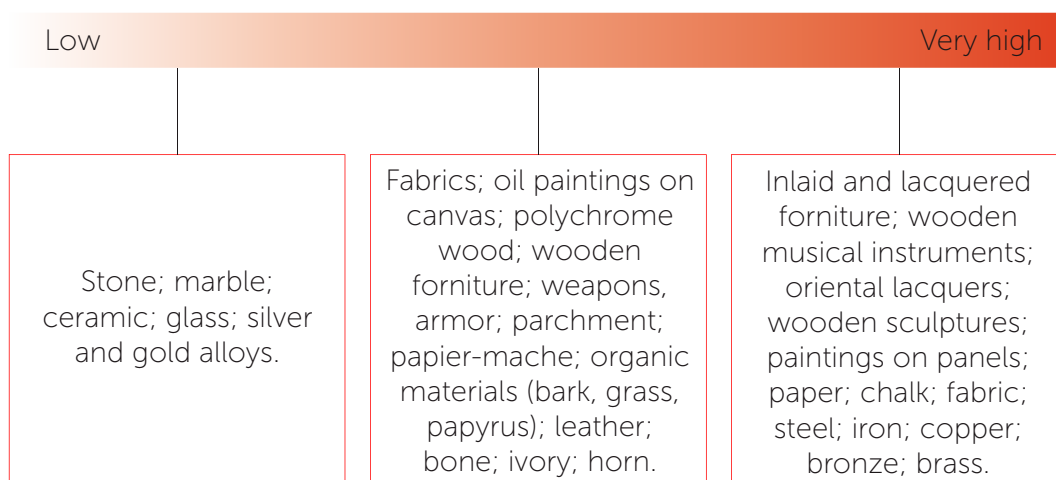 Low
Very high
Stone; marble;
ceramic; glass; silver
and gold alloys.
Fabrics; oil paintings on
canvas; polychrome
wood; wooden
forniture; weapons,
armor; parchment;
papier-mache; organic
materials (bark, grass,
papyrus); leather;
bone; ivory; horn.
Inlaid and lacquered
forniture; wooden
musical instruments;
oriental lacquers;
wooden sculptures;
paintings on panels;
paper; chalk; fabric;
steel; iron; copper;
bronze; brass.